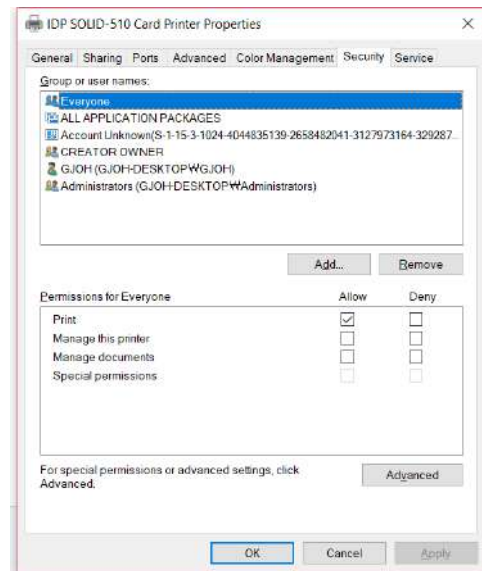 IDP SOLID-510 Card Printer Properties
General Sharing Ports Advanced Color Management Security Service
Group or user names:
Everyone
ALL APPLICATION PACKAGES
Account Unknown(S-1-15-3-1024-4044835139-2658482041-3127973164-329287...
CREATOR OWNER
GJOH (GJOH-DESKTOP₩GJOH)
Administrators (GJOH-DESKTOP₩Administrators)
Add... Remove
Permissions for Everyone Allow Deny
Print
Manage this printer
Manage documents
Special permissions
For special permissions or advanced settings, click
Advanced.
Advanced
OK Cancel Apply